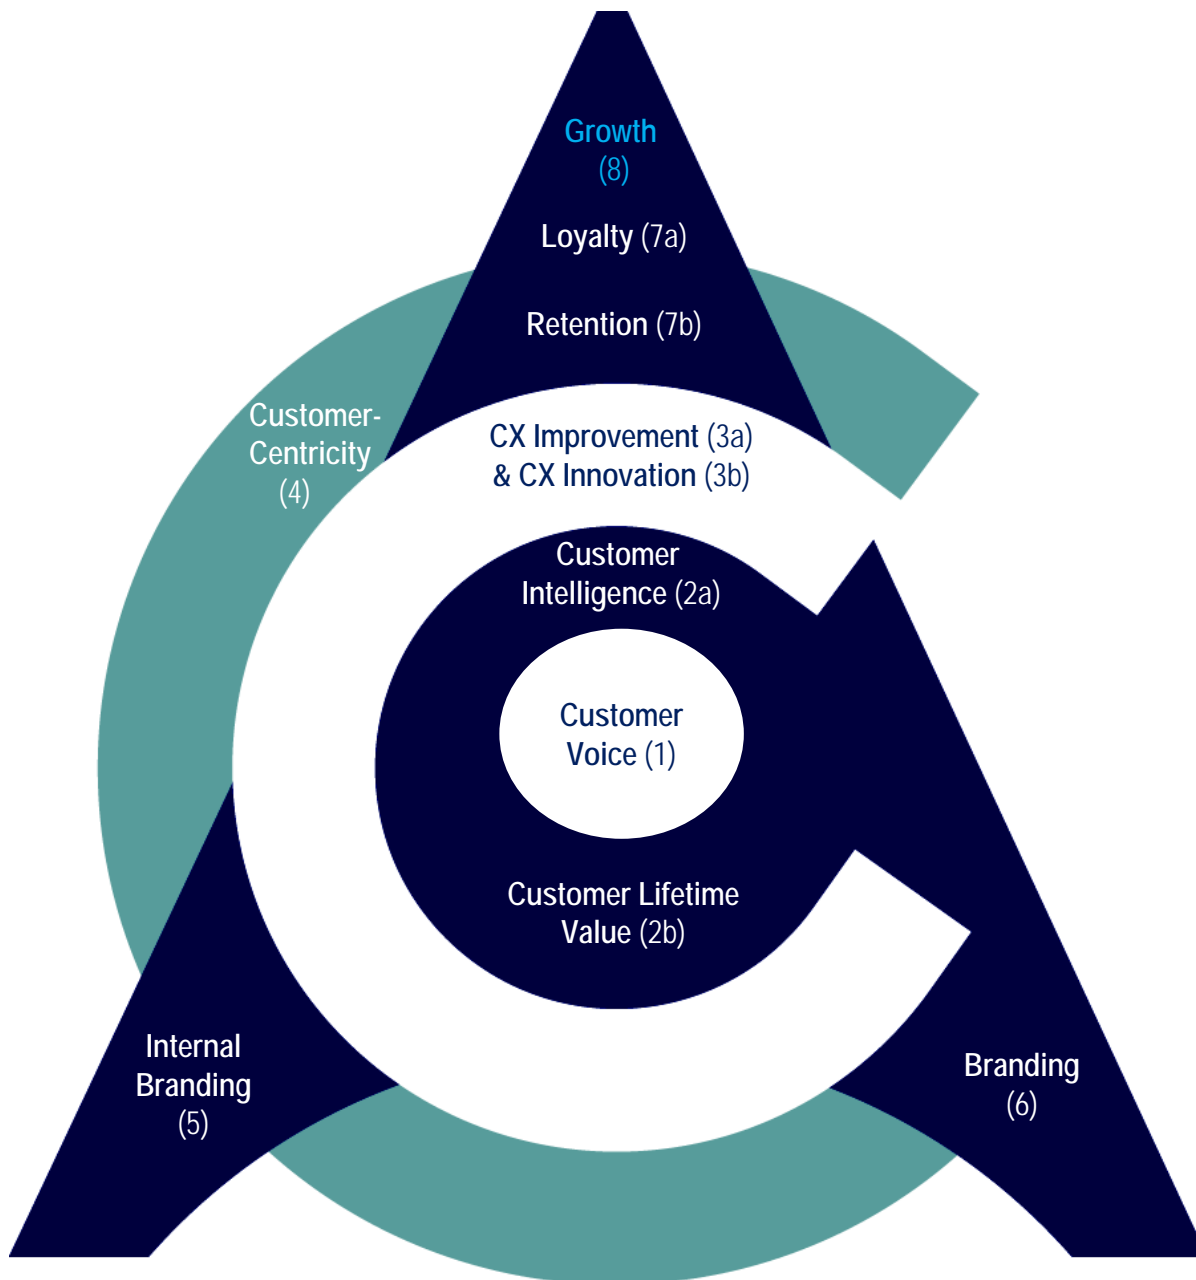 Growth
(8)
Loyalty (7a)
Retention (7b)
Customer-
Centricity
(4)
CX Improvement (3a)
& CX Innovation (3b)
Customer
Intelligence (2a)
Customer
Voice (1)
Customer Lifetime
Value (2b)
Internal
Branding
(5)
Branding
(6)